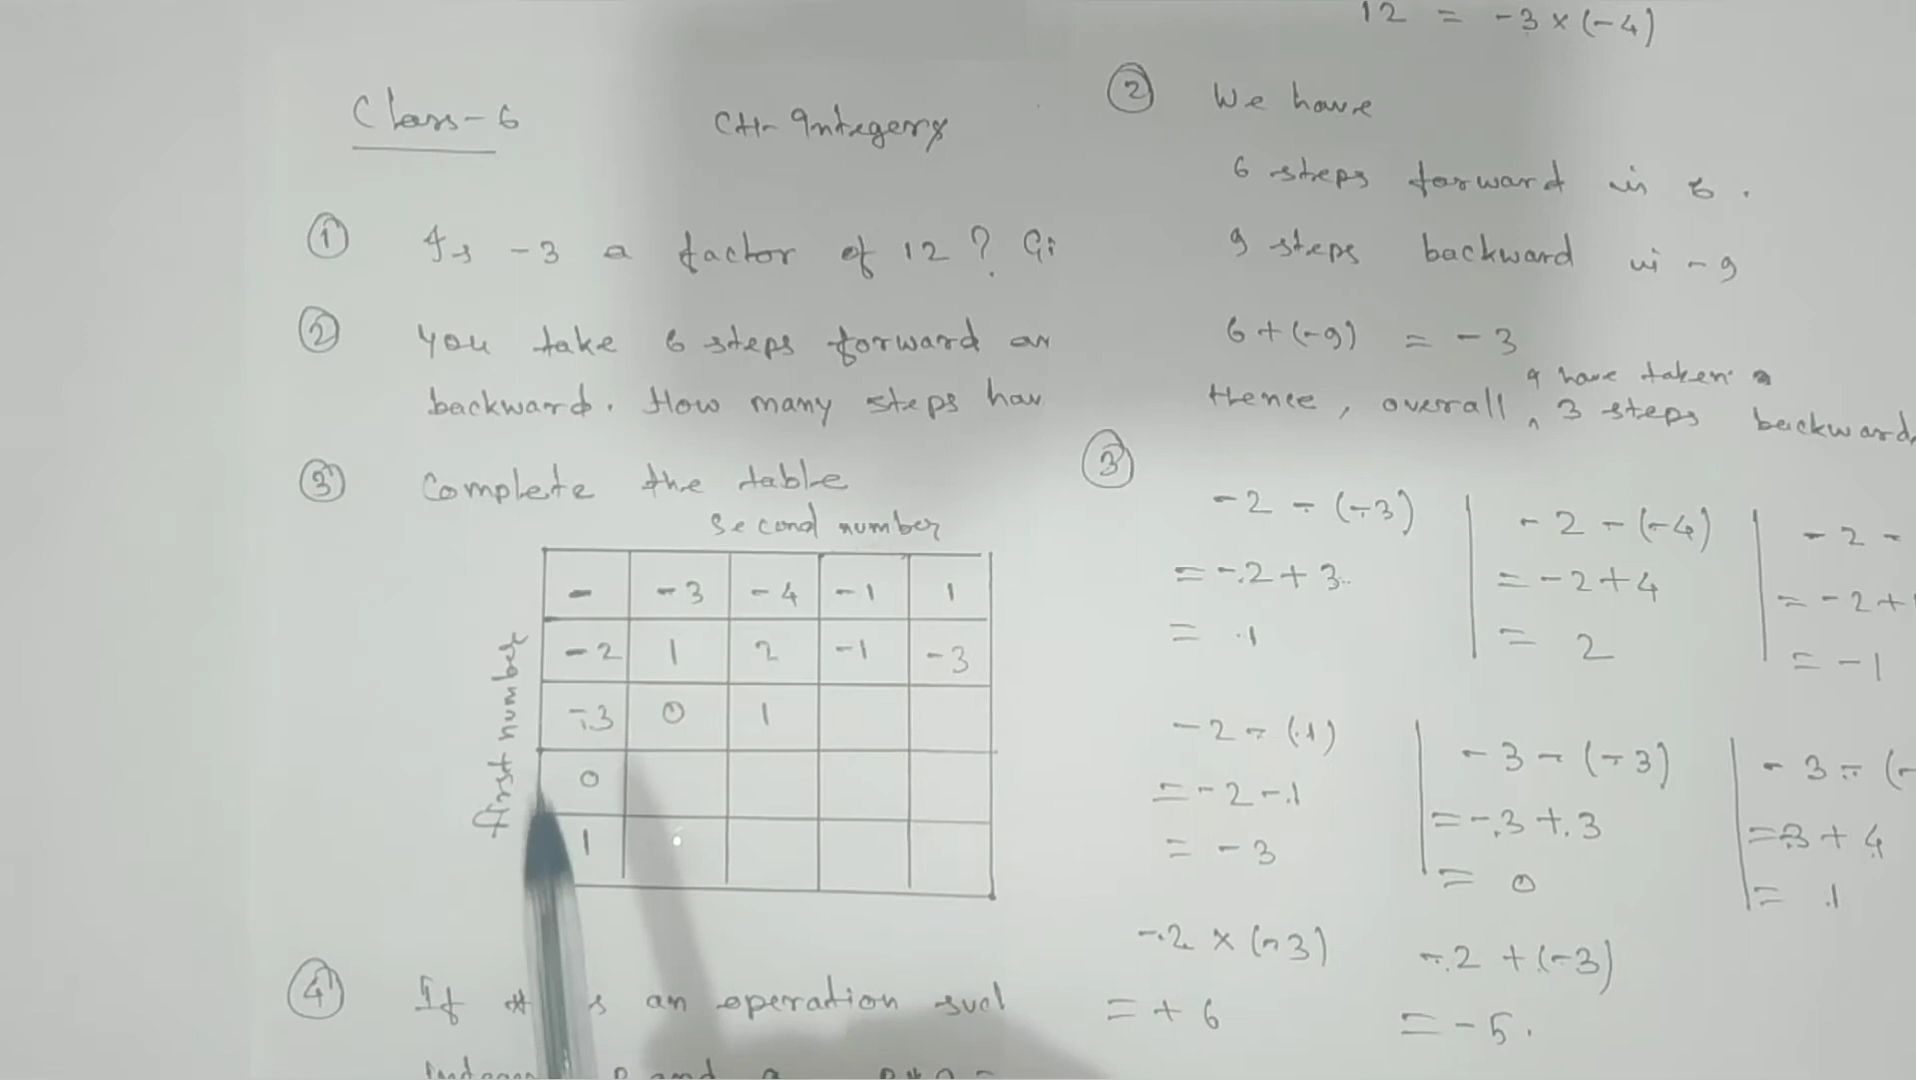 Class-6
CH- Integers
① Is -3 a factor of 12 ? Gi
② You take 6 steps forward an
backward. How many steps hav
③ Complete the table
second number
first number
- -3 -4 -1 1
-2 1 2 -1 -3
-3 0 1
0
1
④ If * s an operation such
12 = -3 × (-4)
② We have
6 steps forward is 6 .
9 steps backward is -9
6 + (-9) = -3
I have taken
Hence, overall ^ 3 steps backward
③
-2 - (-3)
= -2 + 3
= 1
-2 - (-4)
= -2 + 4
= 2
-2 -
= -2 +
= -1
-2 - (1)
= -2 - 1
= -3
-3 - (-3)
= -3 + 3
= 0
-3 - (-
= 3 + 4
= 1
-2 × (-3)
= + 6
-2 + (-3)
= -5.